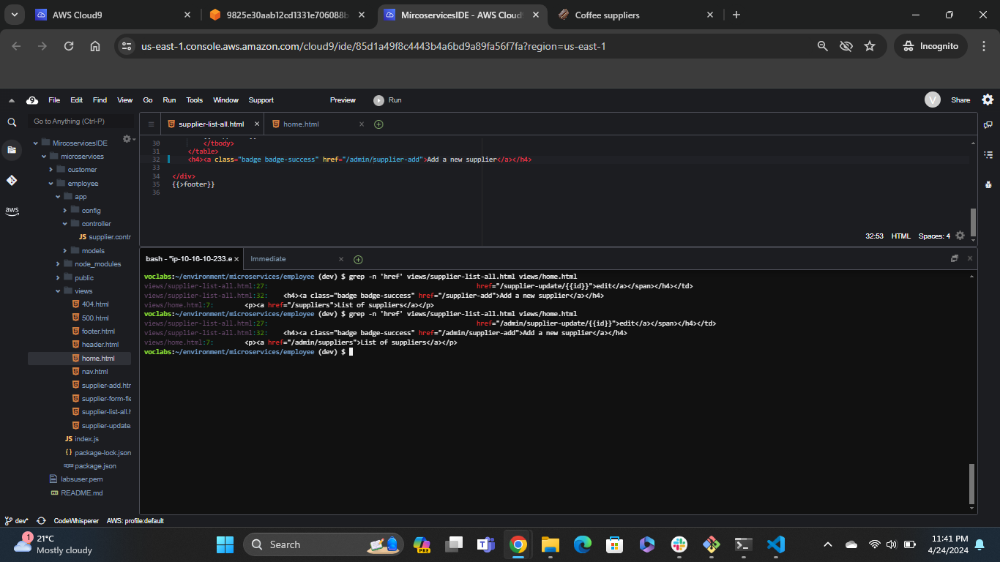 AWS Cloud9
9825e30aab12cd1331e706088b
MircoservicesIDE - AWS Cloud9
Coffee suppliers
us-east-1.console.aws.amazon.com/cloud9/ide/85d1a49f8c4443b4a6bd9a89fa56f7fa?region=us-east-1
Incognito
9 File Edit Find View Go Run Tools Window Support Preview Run V Share
Go to Anything (Ctrl-P)
supplier-list-all.html
home.html
MircoservicesIDE
microservices
customer
employee
app
config
controller
JS supplier.contr
models
node_modules
public
views
404.html
500.html
footer.html
header.html
home.html
nav.html
supplier-add.htr
supplier-form-fie
supplier-list-all.h
supplier-update
JS index.js
{} package-lock.json
package.json
labsuser.pem
README.md
aws
30 </tbody>
31 </table>
32 <h4><a class="badge badge-success" href="/admin/supplier-add">Add a new supplier</a></h4>
33
34 </div>
35 {{>footer}}
36
32:53 HTML Spaces: 4
bash - "ip-10-16-10-233.e
Immediate
voclabs:~/environment/microservices/employee (dev) $ grep -n 'href' views/supplier-list-all.html views/home.html
views/supplier-list-all.html:27: href="/supplier-update/{{id}}">edit</a></span></h4></td>
views/supplier-list-all.html:32: <h4><a class="badge badge-success" href="/supplier-add">Add a new supplier</a></h4>
views/home.html:7: <p><a href="/suppliers">List of suppliers</a></p>
voclabs:~/environment/microservices/employee (dev) $ grep -n 'href' views/supplier-list-all.html views/home.html
views/supplier-list-all.html:27: href="/admin/supplier-update/{{id}}">edit</a></span></h4></td>
views/supplier-list-all.html:32: <h4><a class="badge badge-success" href="/admin/supplier-add">Add a new supplier</a></h4>
views/home.html:7: <p><a href="/admin/suppliers">List of suppliers</a></p>
voclabs:~/environment/microservices/employee (dev) $
dev* CodeWhisperer AWS: profile:default
1
21°C
Mostly cloudy
Search
PRE
11:41 PM
4/24/2024